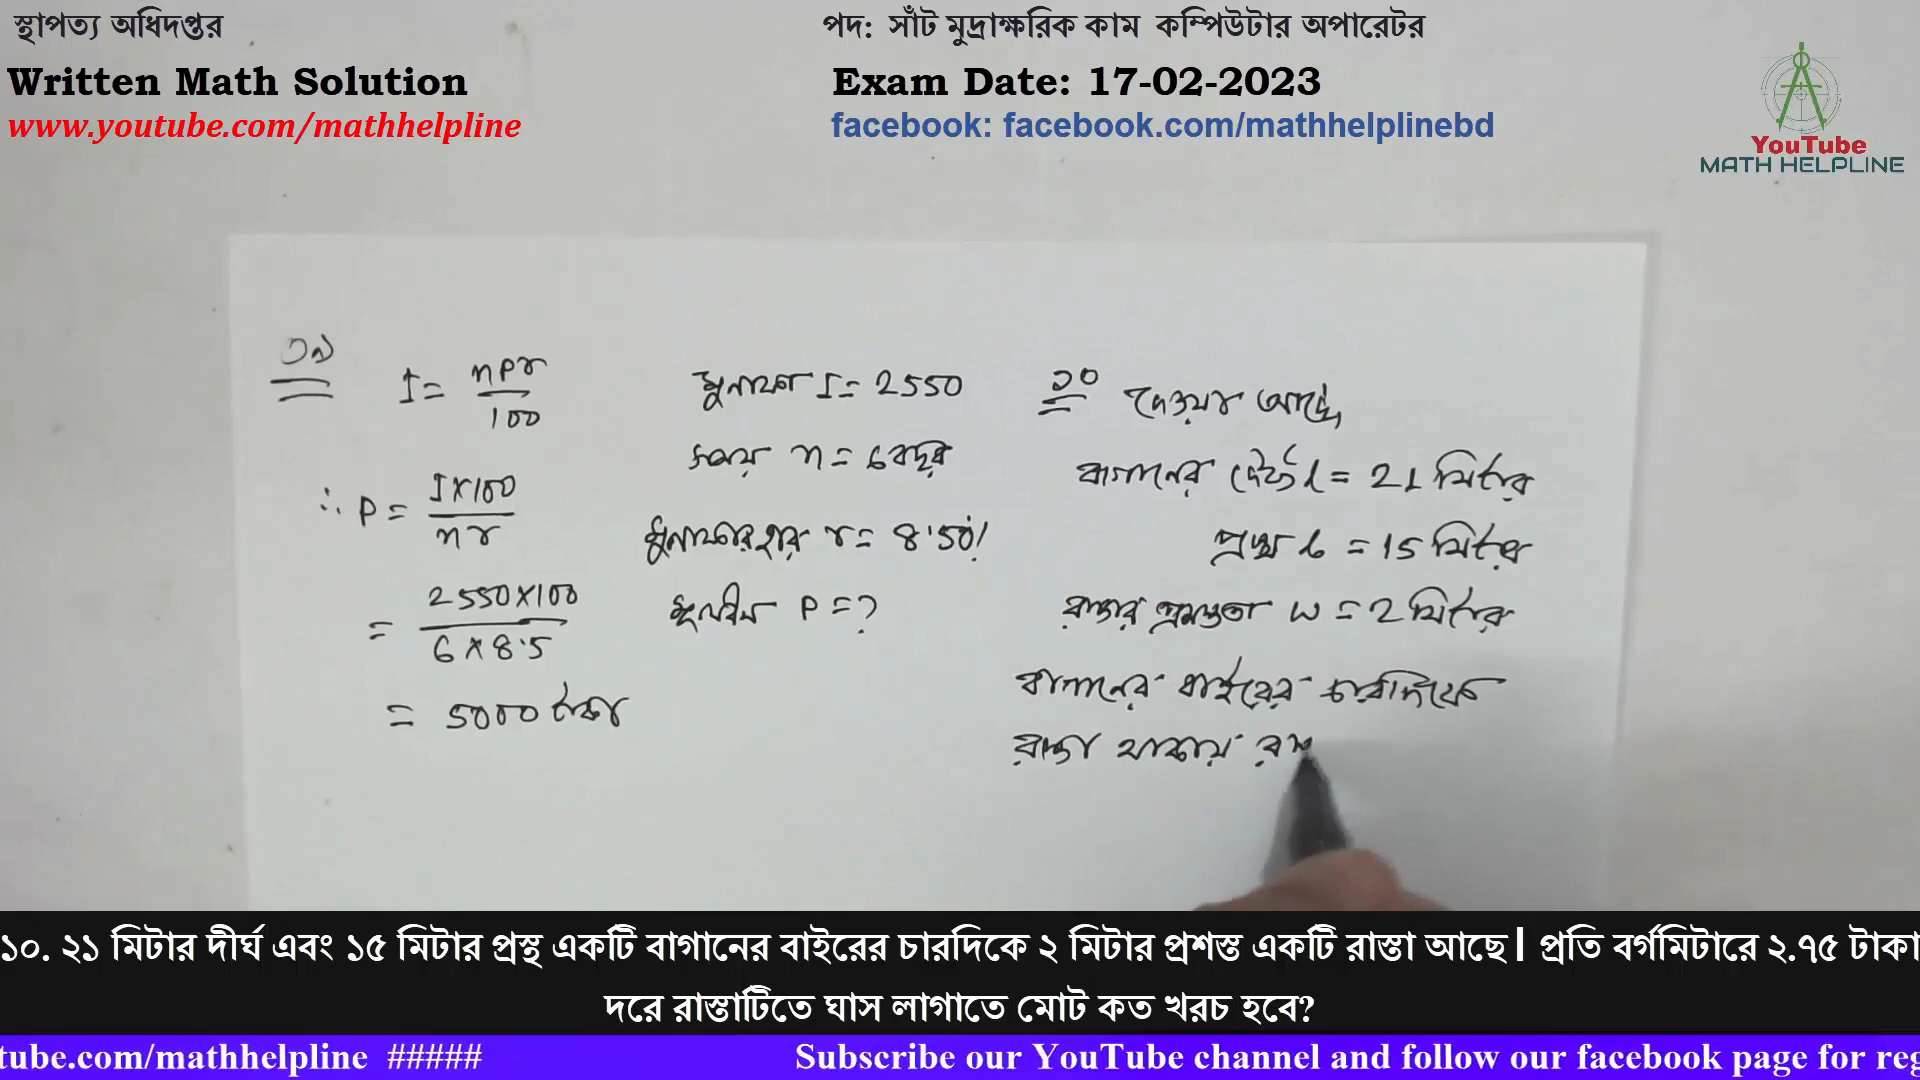 স্থাপত্য অধিদপ্তর
পদ: সাঁট মুদ্রাক্ষরিক কাম কম্পিউটার অপারেটর
Written Math Solution
Exam Date: 17-02-2023
www.youtube.com/mathhelpline
facebook: facebook.com/mathhelplinebd
YouTube
MATH HELPLINE
০৯
I = npr / 100
∴ P = I×100 / nr
= 2550×100 / 6×8.5
= 5000 টাকা
মুনাফা I = 2550
সময় n = ৬ বছর
মুনাফার হার r = 8.50%
মূলধন P = ?
১০ দেওয়া আছে,
বাগানের দৈর্ঘ্য l = 21 মিটার
প্রস্থ b = 15 মিটার
রাস্তার প্রশস্ততা w = 2 মিটার
বাগানের বাইরের চারদিকে
রাস্তা থাকায়
১০. ২১ মিটার দীর্ঘ এবং ১৫ মিটার প্রস্থ একটি বাগানের বাইরের চারদিকে ২ মিটার প্রশস্ত একটি রাস্তা আছে। প্রতি বর্গমিটারে ২.৭৫ টাকা
দরে রাস্তাটিতে ঘাস লাগাতে মোট কত খরচ হবে?
tube.com/mathhelpline ##### Subscribe our YouTube channel and follow our facebook page for reg